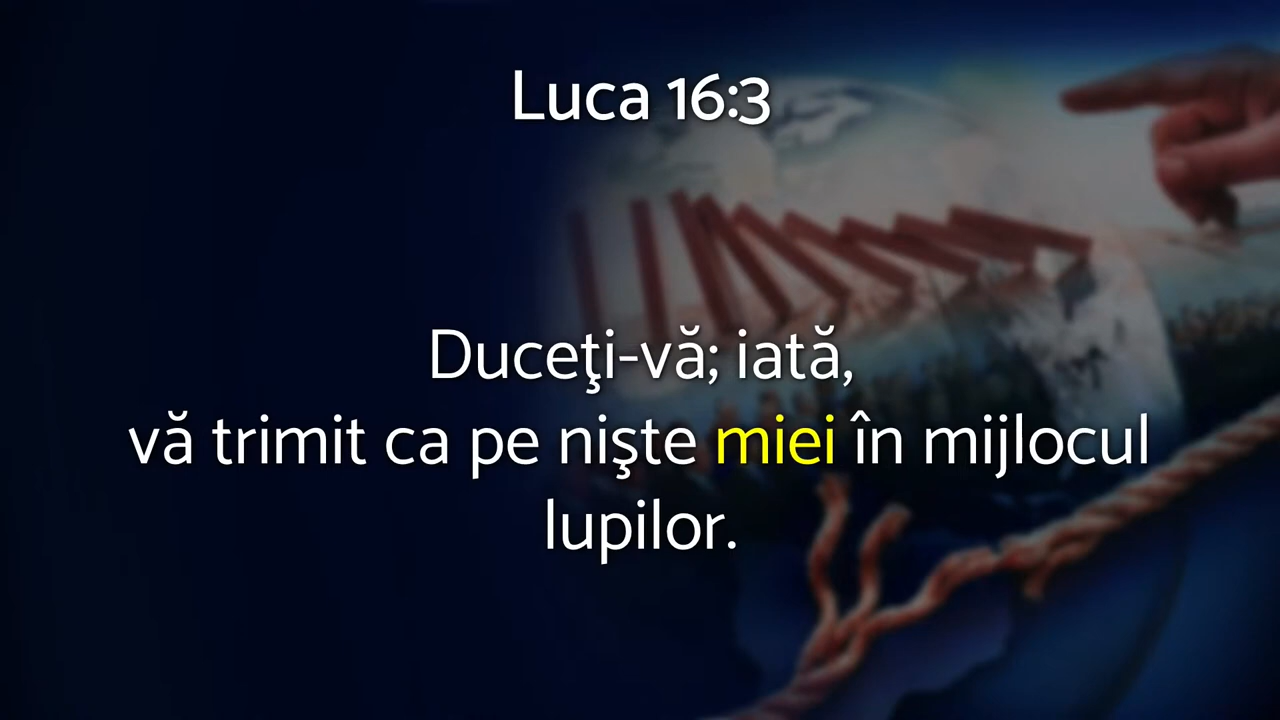 Luca 16:3
Duceţi-vă; iată,
vă trimit ca pe nişte miei în mijlocul
lupilor.